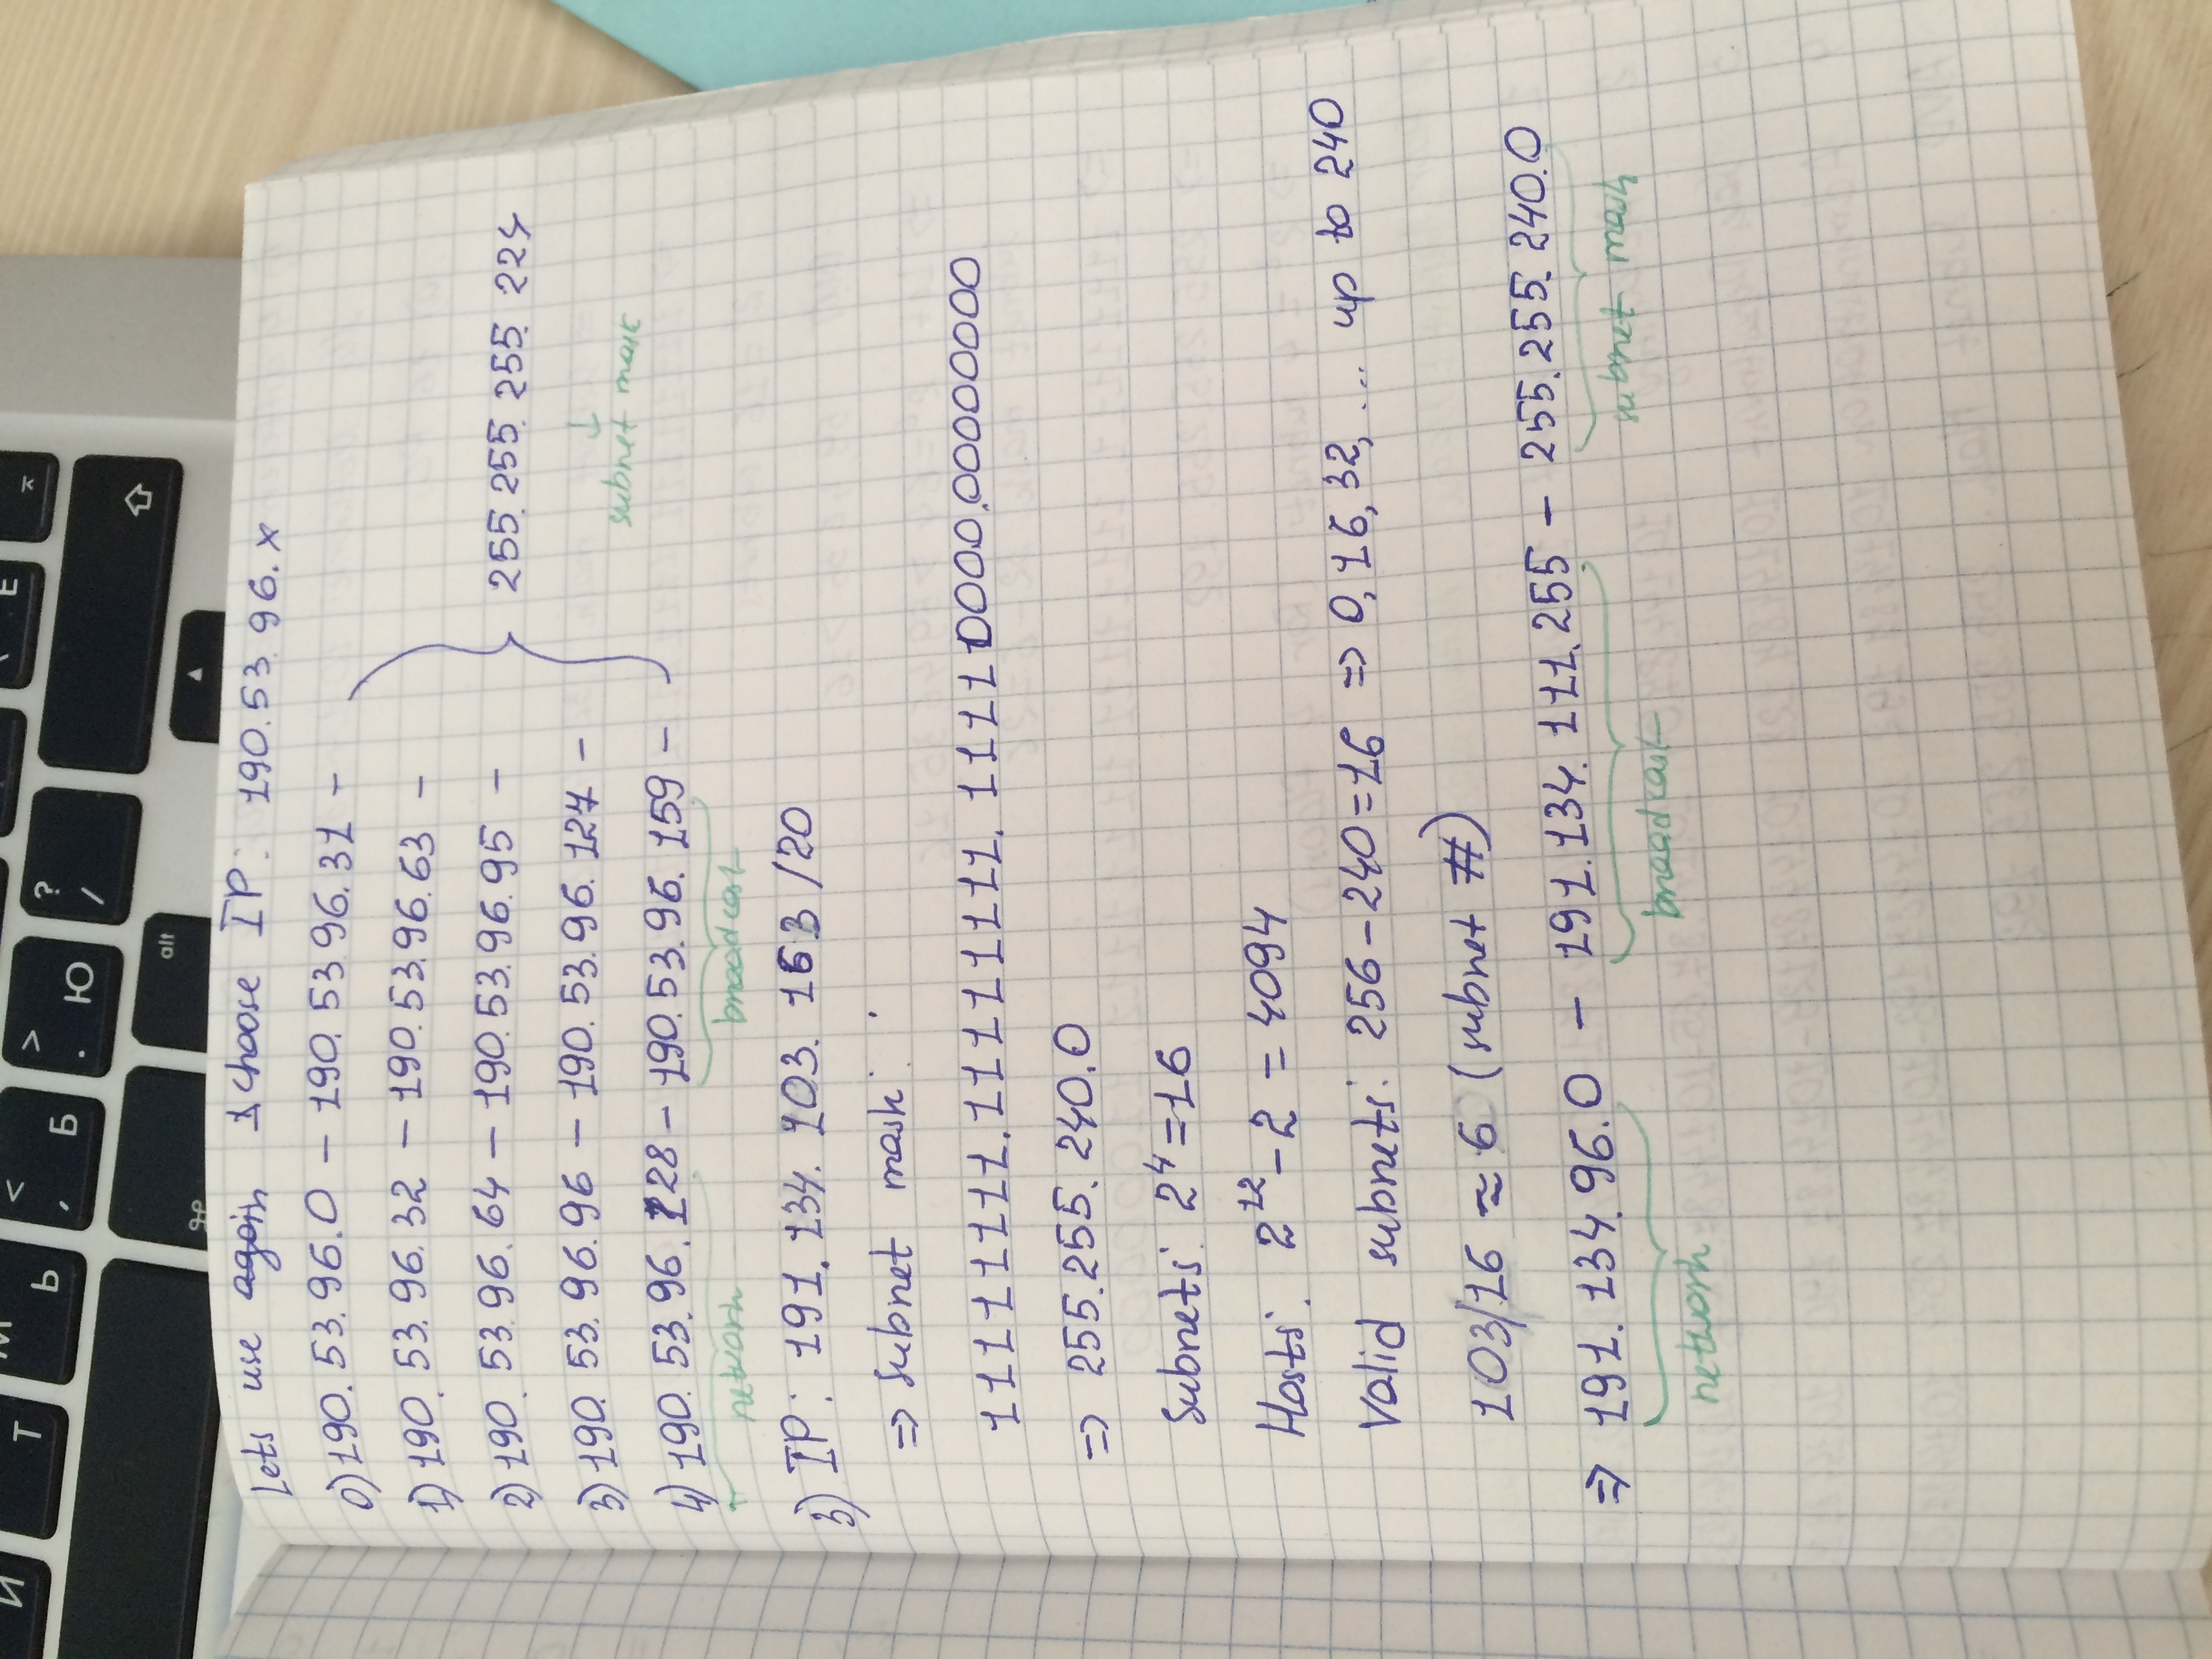 И Т М Ь < , Б > . Ю ? / Е
⌘ alt ▲ ⇧
Lets use again I choose IP: 190.53.96.x
0) 190.53.96.0 – 190.53.96.31 –
1) 190.53.96.32 – 190.53.96.63 –
2) 190.53.96.64 – 190.53.96.95 –
255.255.255.224
3) 190.53.96.96 – 190.53.96.127 –
↓
subnet mask
4) 190.53.96.128 – 190.53.96.159 –
network broadcast
3) IP: 191.134.103.163 /20
=> Subnet mask:
11111111.11111111.11110000.00000000
=> 255.255.240.0
Subnets: 2⁴=16
Hosts: 2¹²-2 = 4094
Valid subnets: 256-240=16 => 0, 16, 32, ... up to 240
103/16 ≈ 6 (subnet #)
=> 191.134.96.0 – 191.134.111.255 – 255.255.240.0
network broadcast subnet mask